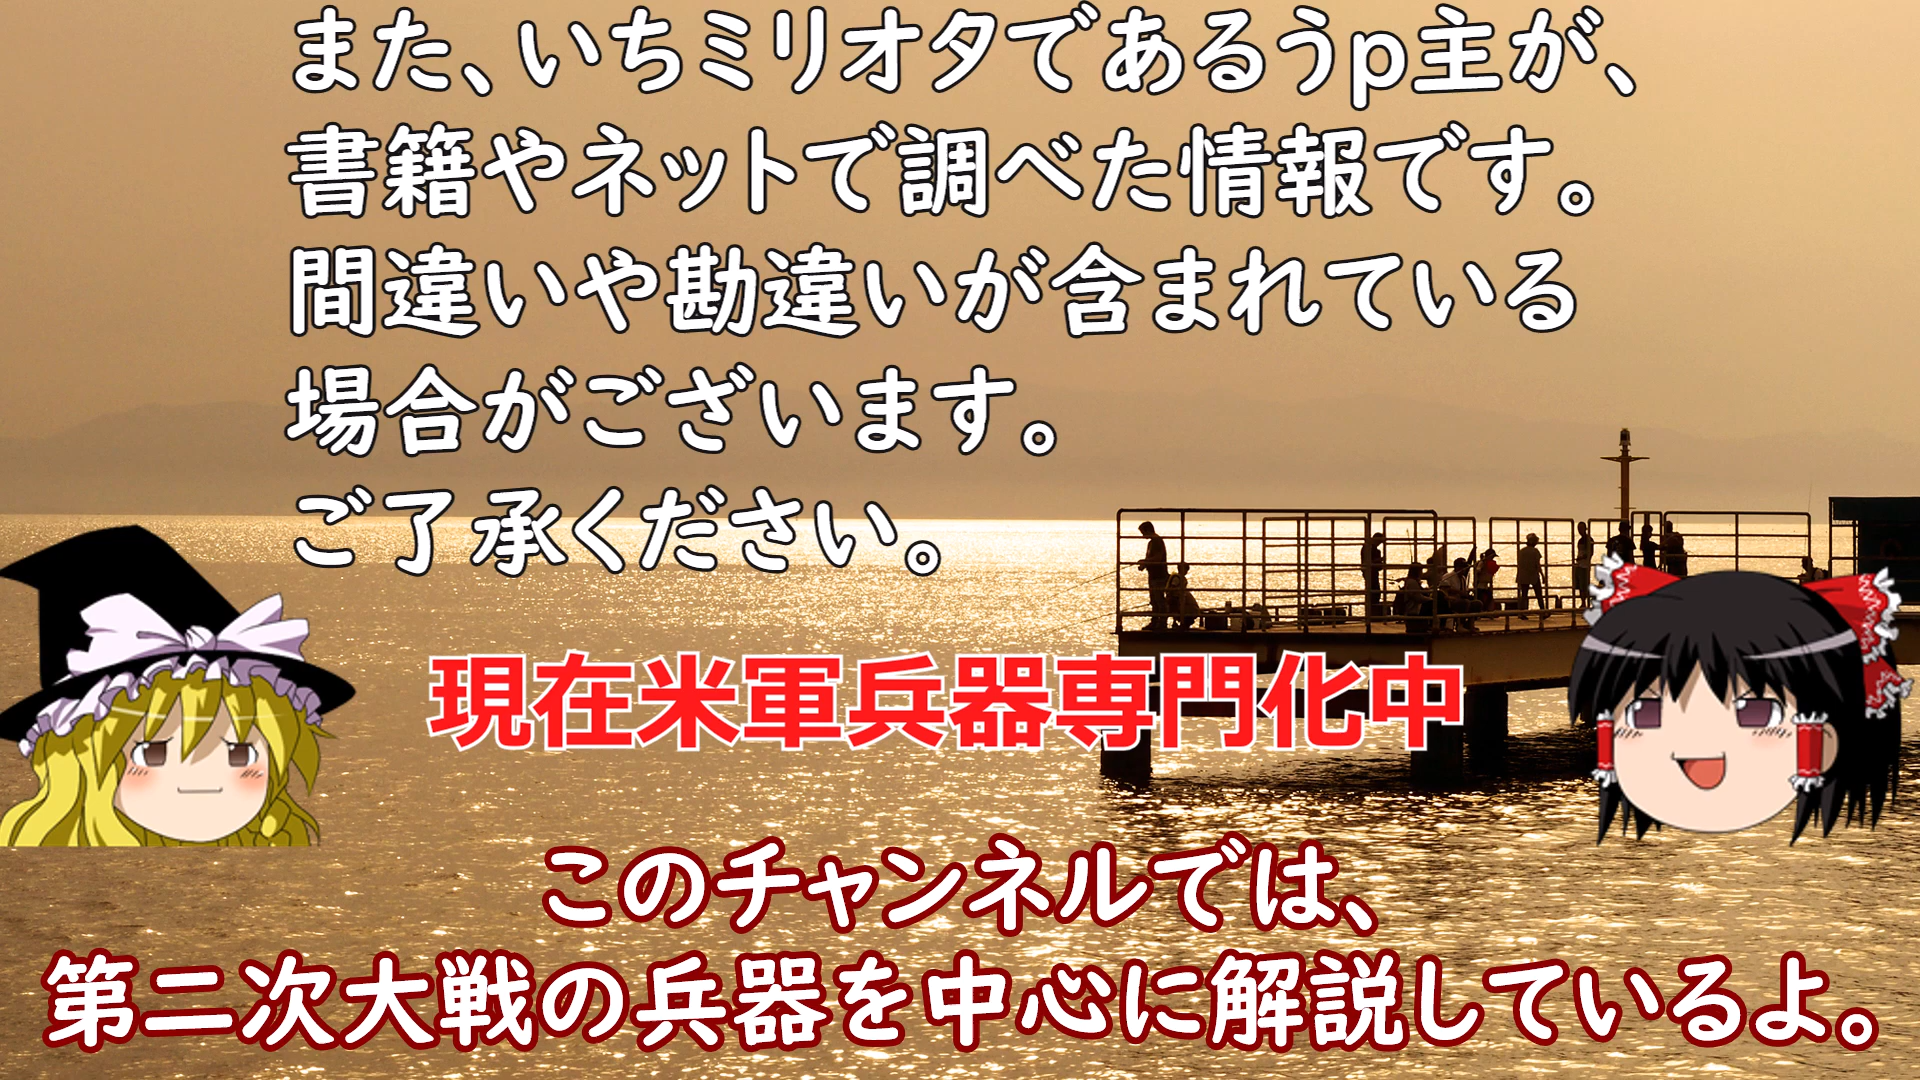 また、いちミリオタであるうp主が、
書籍やネットで調べた情報です。
間違いや勘違いが含まれている
場合がございます。
ご了承ください。
現在米軍兵器専門化中
このチャンネルでは、
第二次大戦の兵器を中心に解説しているよ。